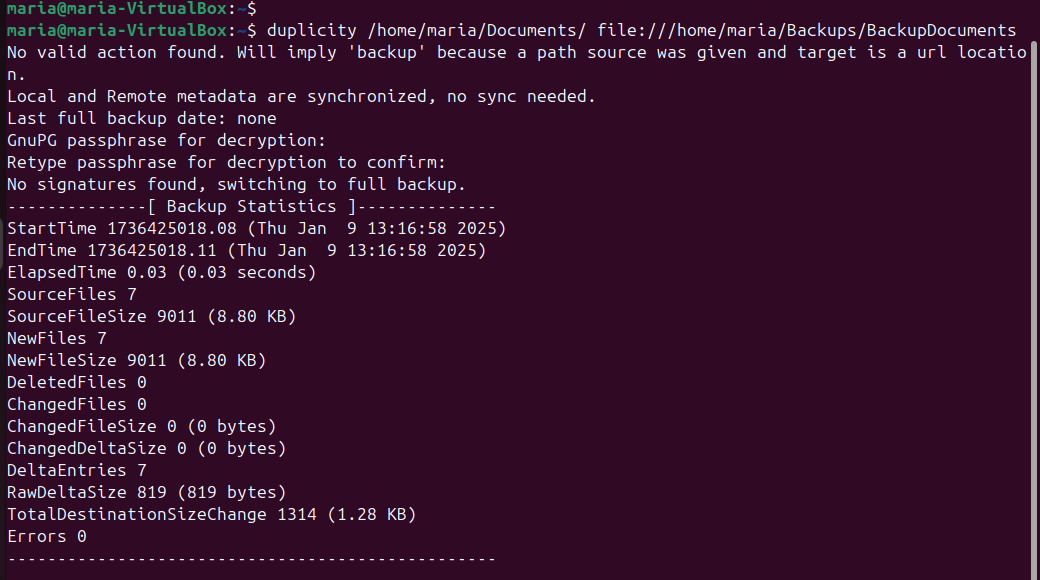 maria@maria-VirtualBox:~$
maria@maria-VirtualBox:~$ duplicity /home/maria/Documents/ file:///home/maria/Backups/BackupDocuments
No valid action found. Will imply 'backup' because a path source was given and target is a url locatio
n.
Local and Remote metadata are synchronized, no sync needed.
Last full backup date: none
GnuPG passphrase for decryption:
Retype passphrase for decryption to confirm:
No signatures found, switching to full backup.
--------------[ Backup Statistics ]--------------
StartTime 1736425018.08 (Thu Jan  9 13:16:58 2025)
EndTime 1736425018.11 (Thu Jan  9 13:16:58 2025)
ElapsedTime 0.03 (0.03 seconds)
SourceFiles 7
SourceFileSize 9011 (8.80 KB)
NewFiles 7
NewFileSize 9011 (8.80 KB)
DeletedFiles 0
ChangedFiles 0
ChangedFileSize 0 (0 bytes)
ChangedDeltaSize 0 (0 bytes)
DeltaEntries 7
RawDeltaSize 819 (819 bytes)
TotalDestinationSizeChange 1314 (1.28 KB)
Errors 0
-------------------------------------------------